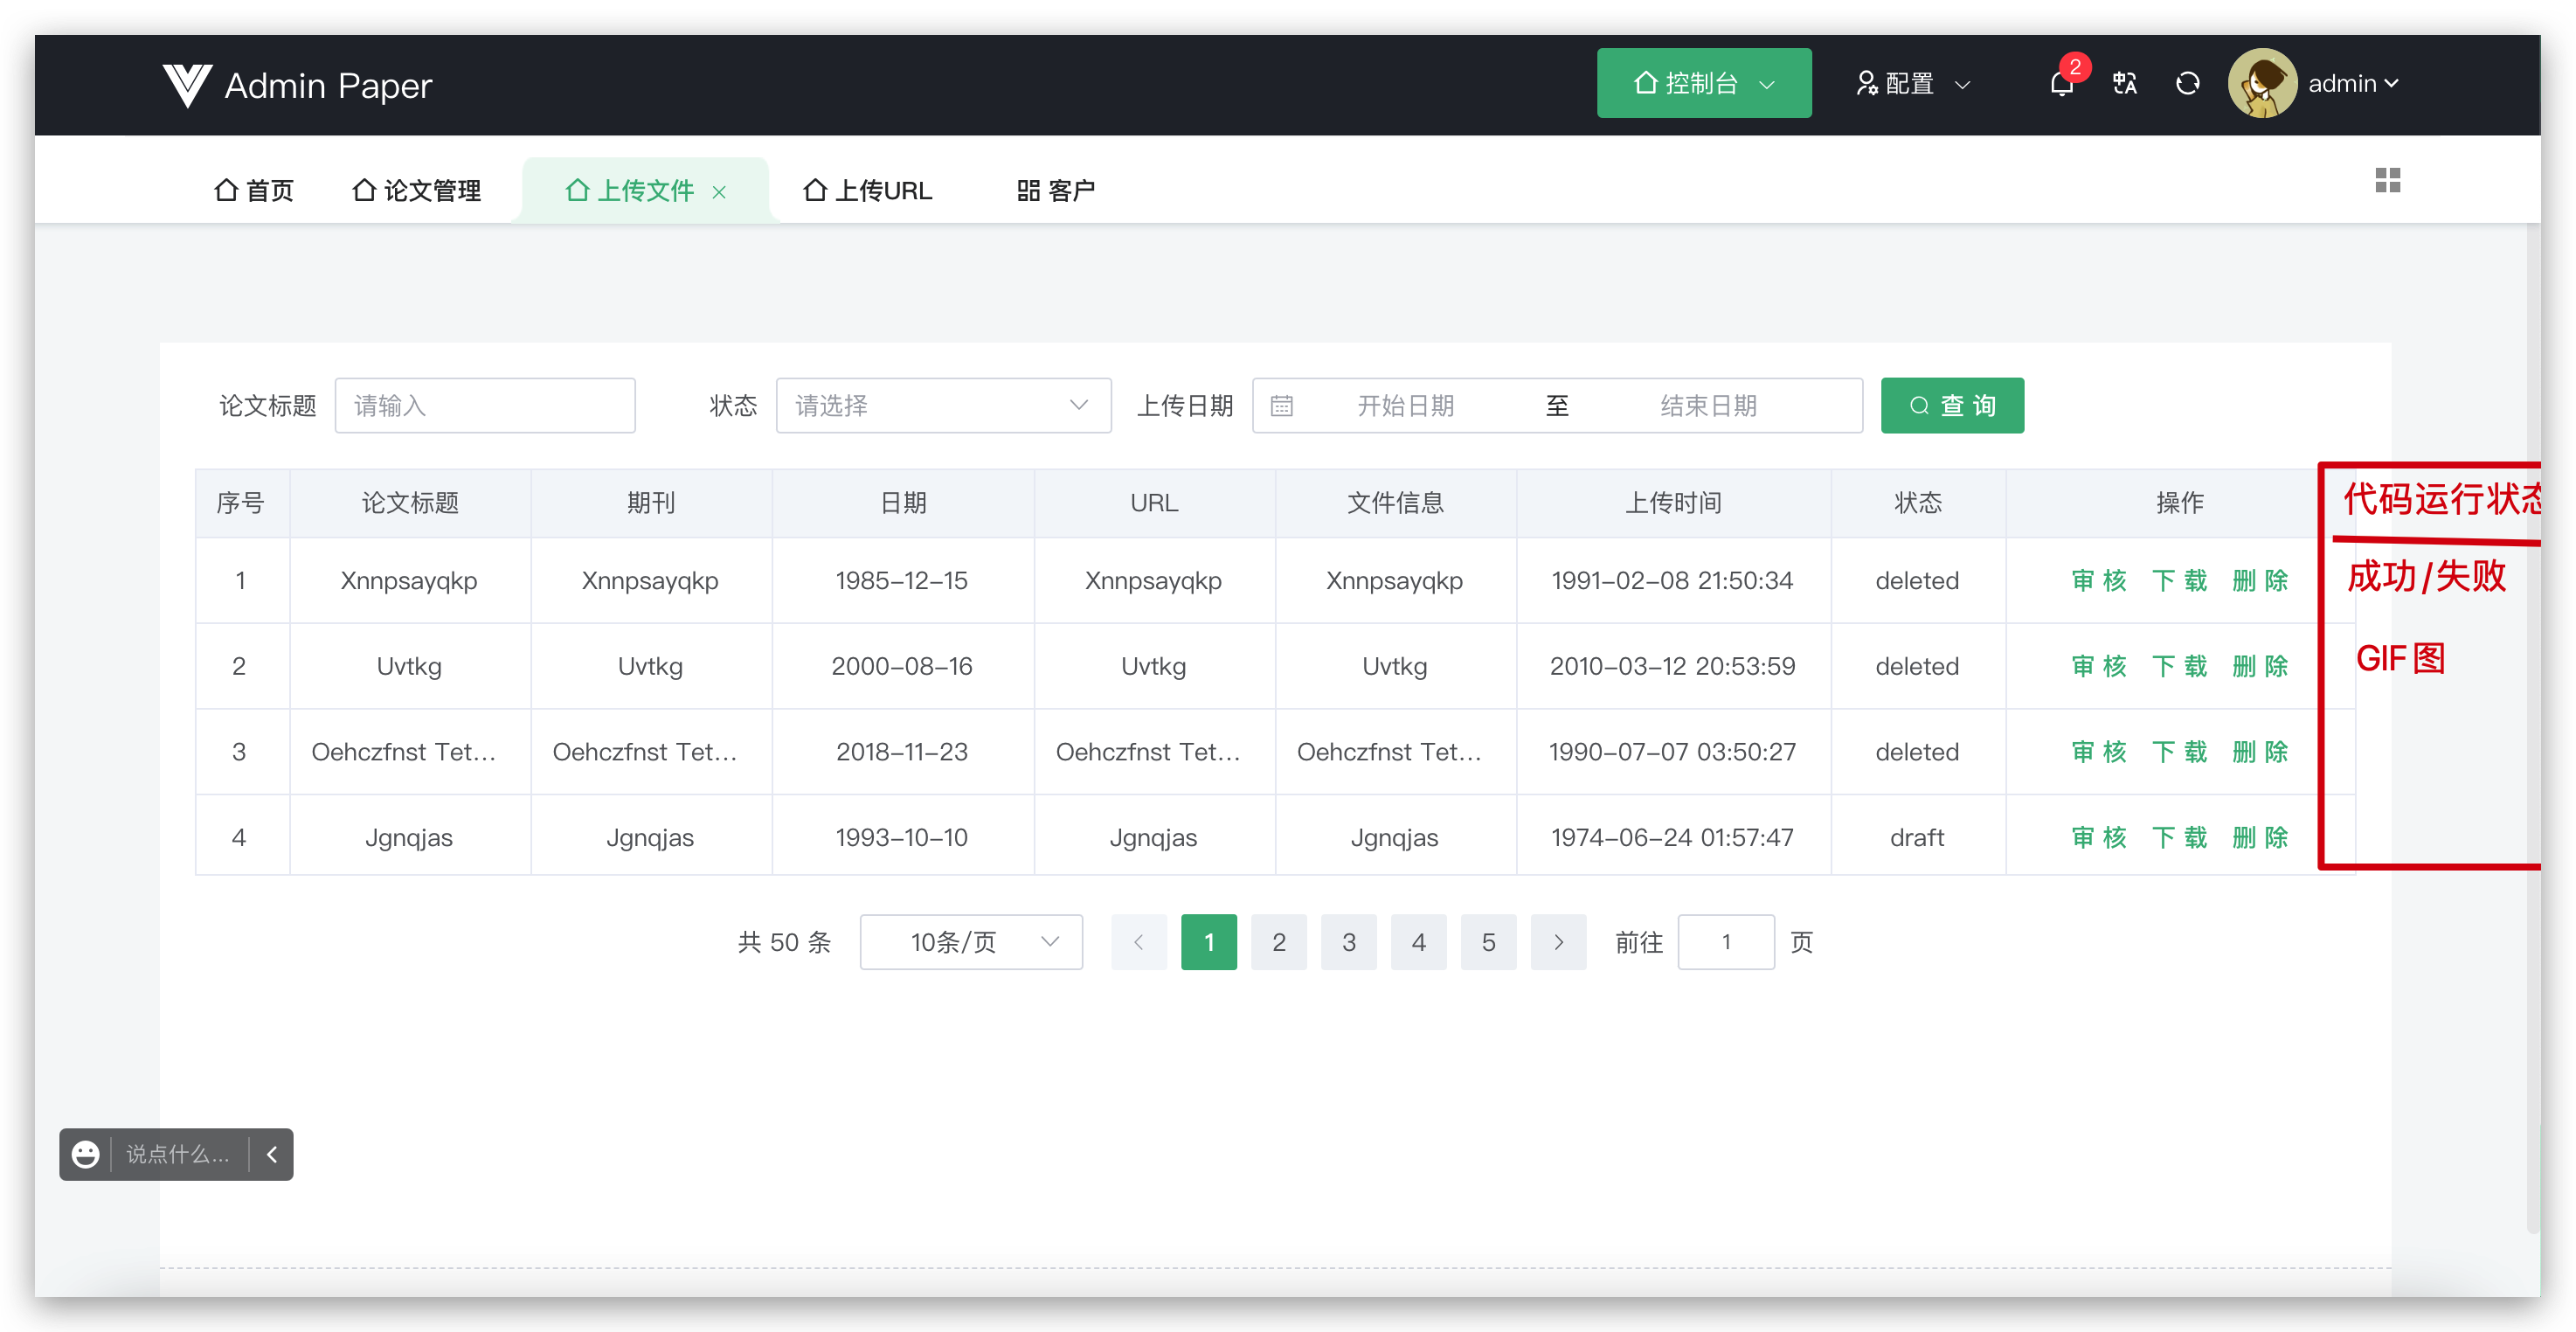 Admin Paper
控制台
配置
2
admin
首页
论文管理
上传文件
上传URL
客户
论文标题 请输入 状态 请选择 上传日期 开始日期 至 结束日期 查 询
序号 论文标题 期刊 日期 URL 文件信息 上传时间 状态 操作 代码运行状态
1 Xnnpsayqkp Xnnpsayqkp 1985-12-15 Xnnpsayqkp Xnnpsayqkp 1991-02-08 21:50:34 deleted 审 核 下 载 删 除 成功/失败
2 Uvtkg Uvtkg 2000-08-16 Uvtkg Uvtkg 2010-03-12 20:53:59 deleted 审 核 下 载 删 除 GIF图
3 Oehczfnst Tet... Oehczfnst Tet... 2018-11-23 Oehczfnst Tet... Oehczfnst Tet... 1990-07-07 03:50:27 deleted 审 核 下 载 删 除
4 Jgnqjas Jgnqjas 1993-10-10 Jgnqjas Jgnqjas 1974-06-24 01:57:47 draft 审 核 下 载 删 除
共 50 条 10条/页 1 2 3 4 5 前往 1 页
说点什么...